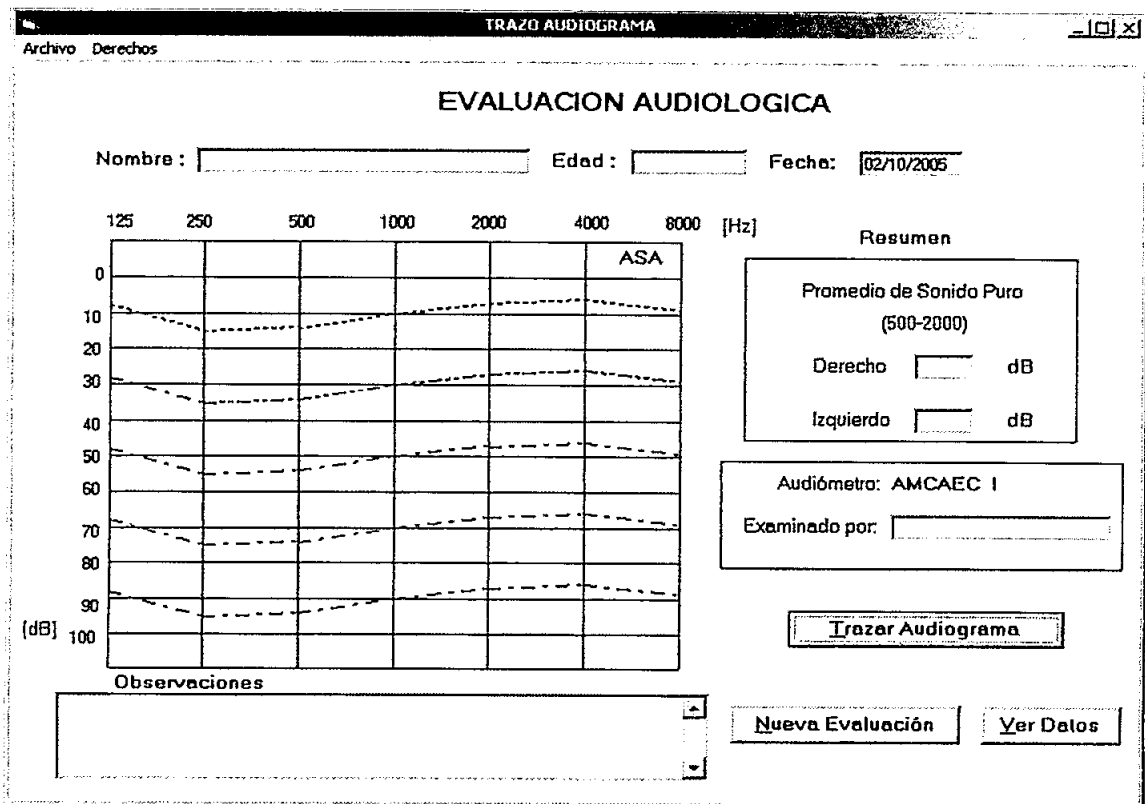 TRAZO AUDIOGRAMA
Archivo Derechos
EVALUACION AUDIOLOGICA
Nombre : Edad : Fecha: 02/10/2005
125 250 500 1000 2000 4000 8000 [Hz]
ASA
0
10
20
30
40
50
60
70
80
90
[dB] 100
Resumen
Promedio de Sonido Puro
(500-2000)
Derecho dB
Izquierdo dB
Audiómetro: AMCAEC I
Examinado por:
Trazar Audiograma
Observaciones
Nueva Evaluación Ver Datos